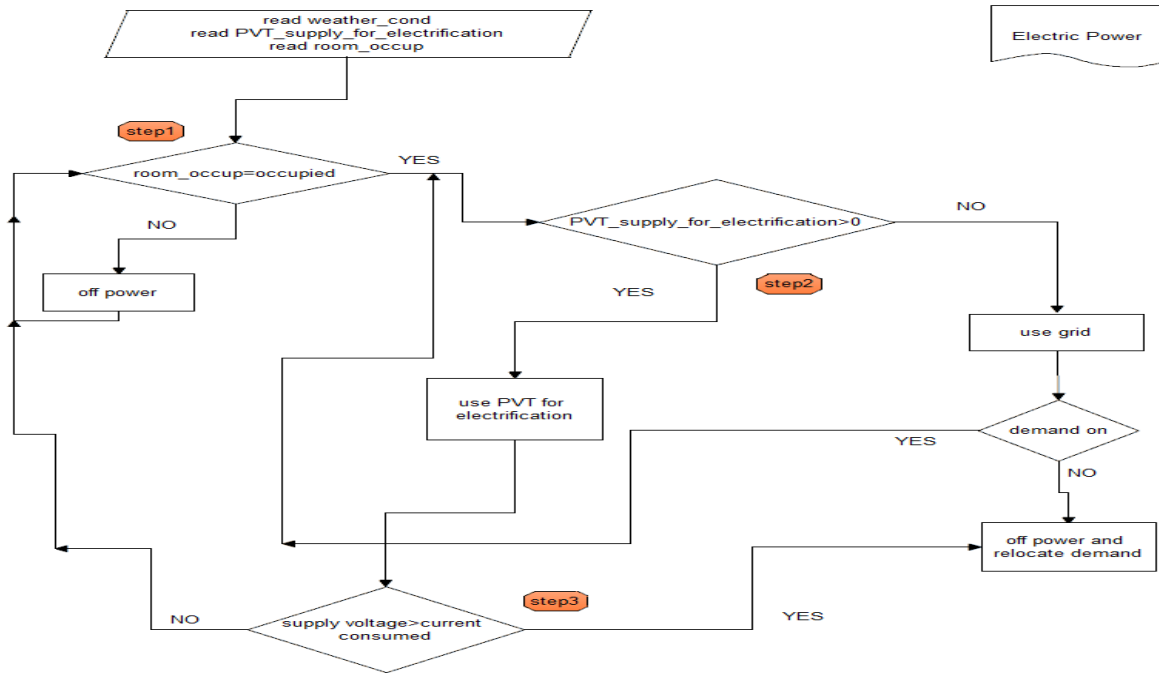 read weather_cond
read PVT_supply_for_electrification
read room_occup
Electric Power
step1
room_occup=occupied
YES
NO
off power
PVT_supply_for_electrification>0
NO
YES
step2
use grid
use PVT for
electrification
demand on
YES
NO
off power and
relocate demand
step3
supply voltage>current
consumed
NO
YES